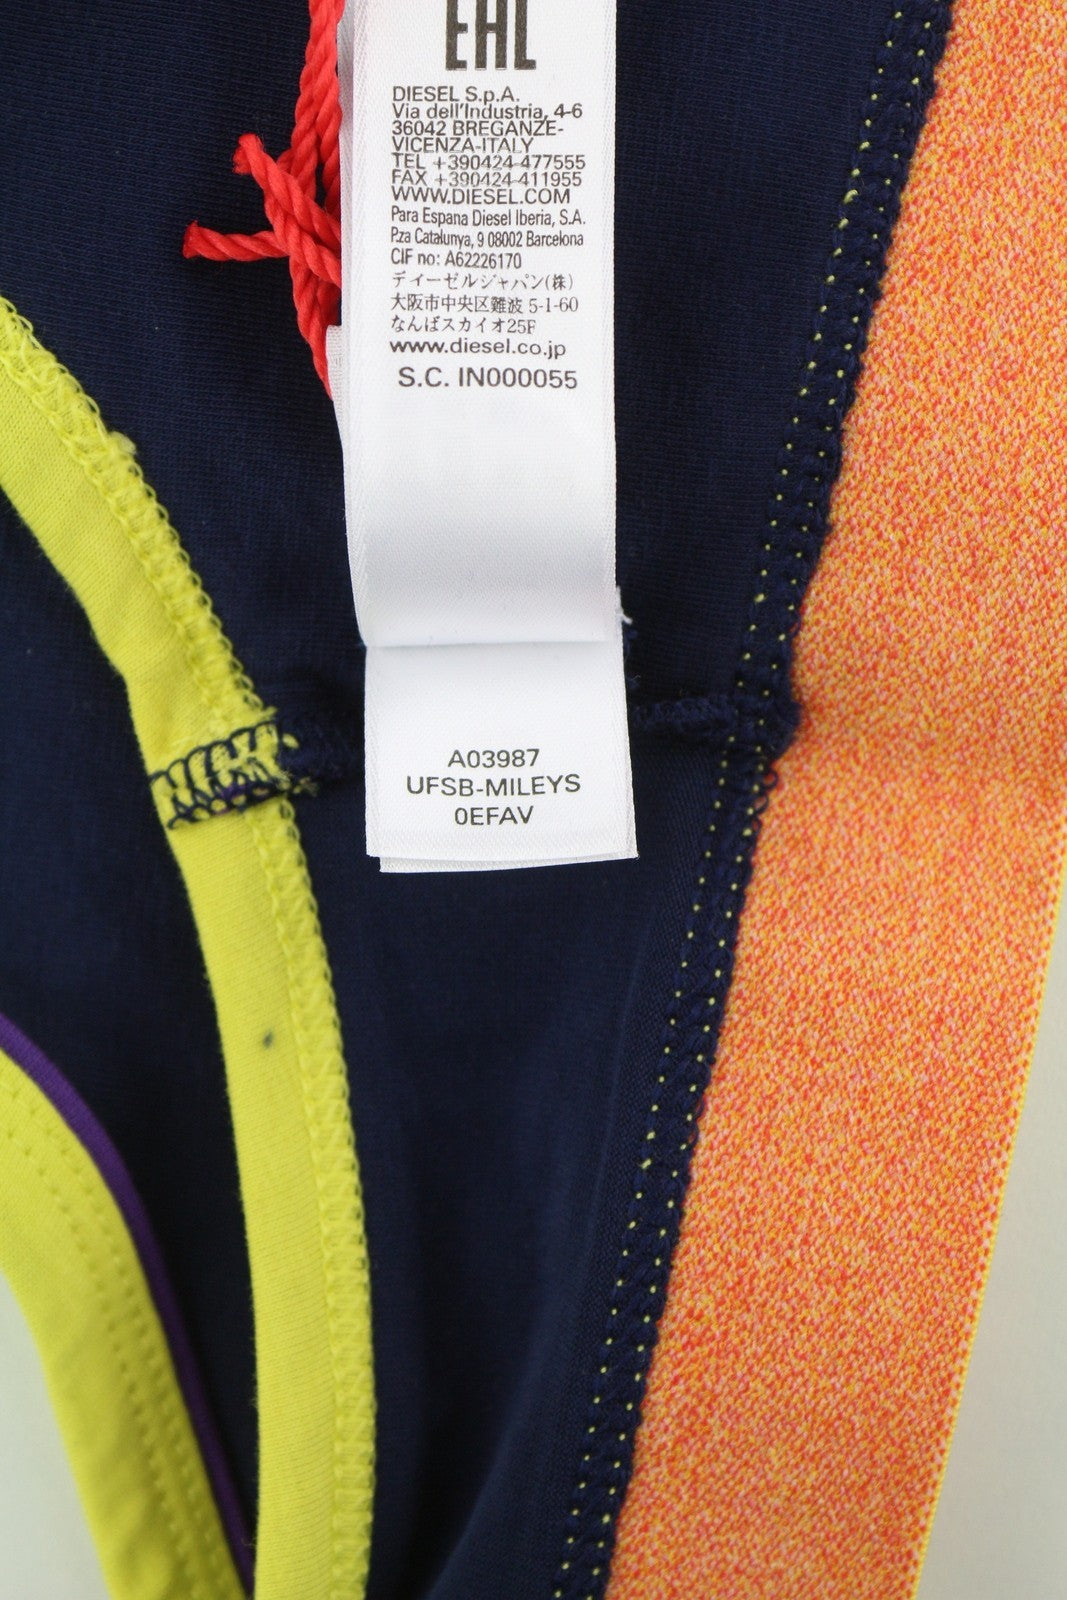 EAC
DIESEL S.p.A.
Via dell'Industria, 4-6
36042 BREGANZE-
VICENZA-ITALY
TEL +390424-477555
FAX +390424-411955
WWW.DIESEL.COM
Para Espana Diesel Iberia, S.A.
Pza Catalunya, 9 08002 Barcelona
CIF no: A62226170
ディーゼルジャパン(株)
大阪市中央区難波 5-1-60
なんばスカイオ25F
www.diesel.co.jp
S.C. IN000055
A03987
UFSB-MILEYS
0EFAV